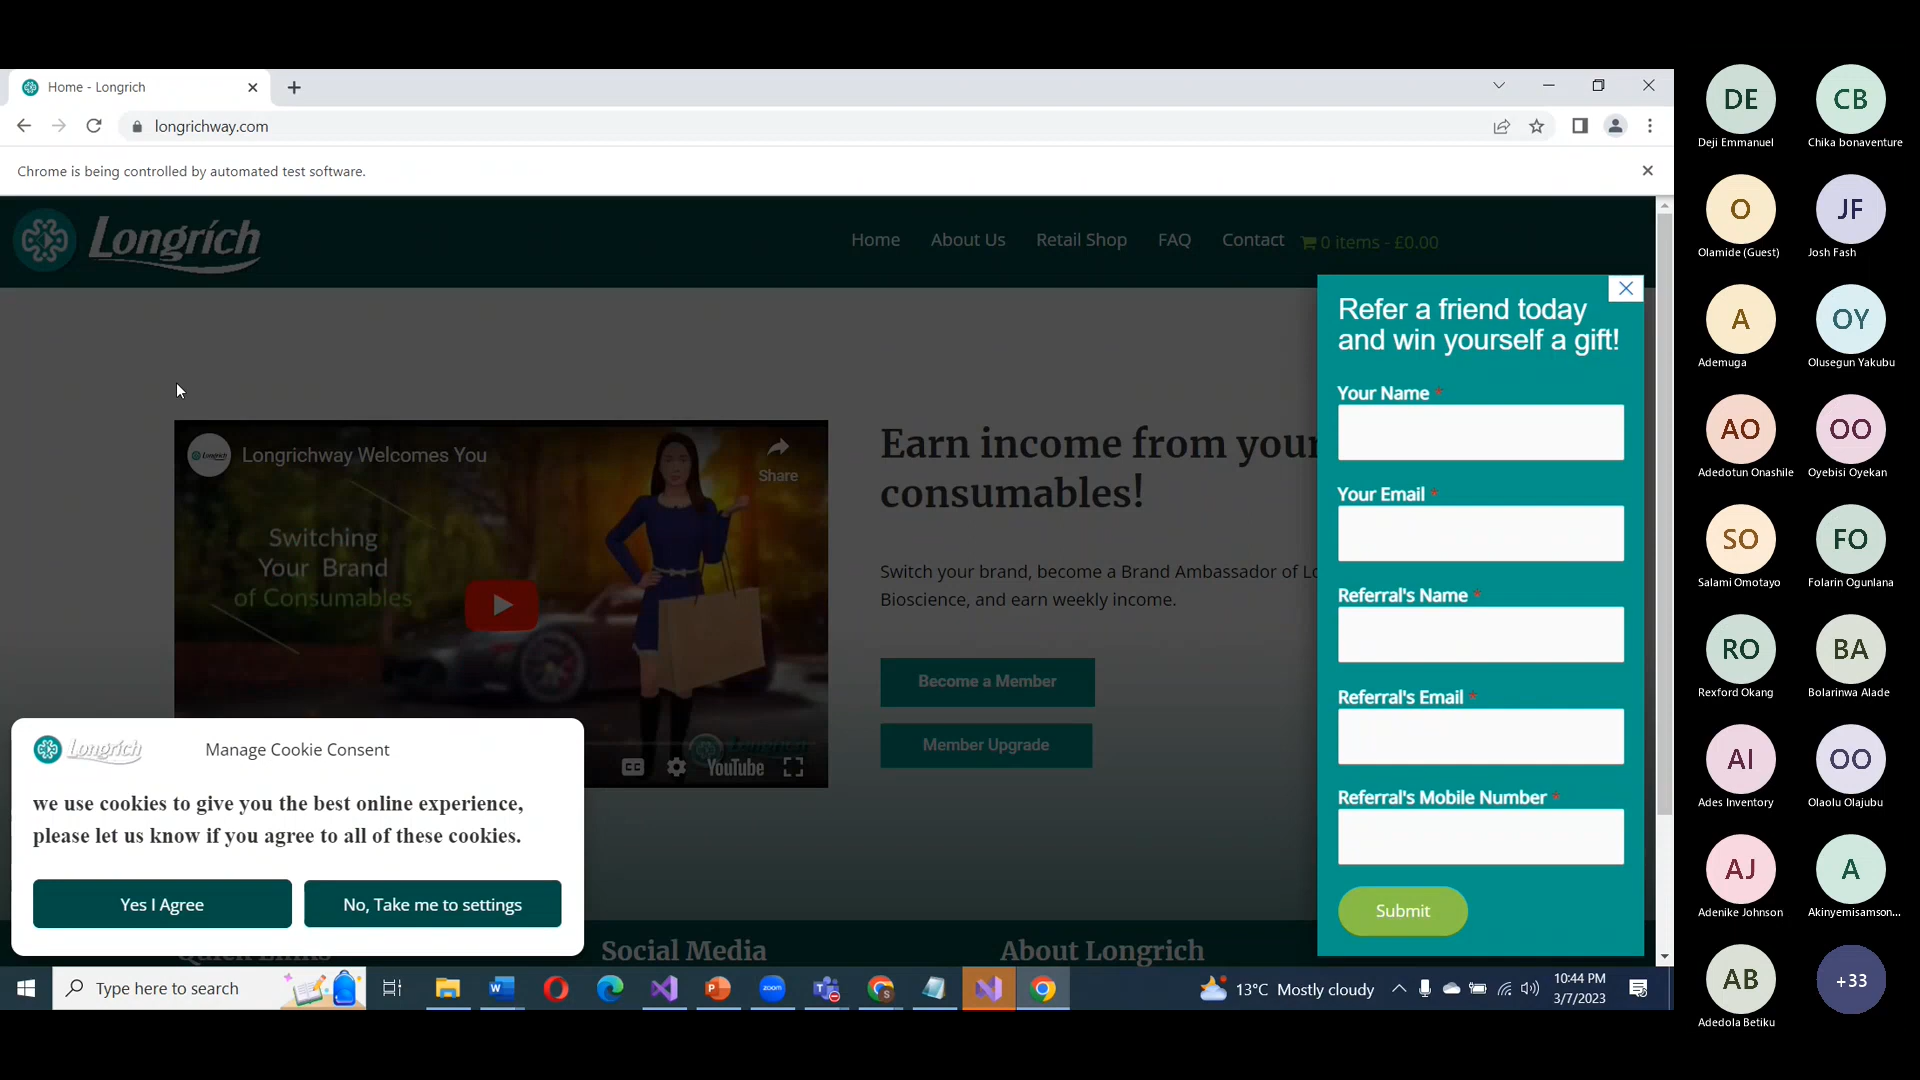 Home - Longrich
longrichway.com
Chrome is being controlled by automated test software.
Longrích
Home
About Us
Retail Shop
FAQ
Contact
0 items - £0.00
Longrích
Longrichway Welcomes You
Share
Switching
Your Brand
of Consumables
YouTube
CC
Earn income from your
consumables!
Switch your brand, become a Brand Ambassador of Lo
Bioscience, and earn weekly income.
Become a Member
Member Upgrade
Refer a friend today
and win yourself a gift!
Your Name *
Your Email *
Referral's Name *
Referral's Email *
Referral's Mobile Number *
Submit
Longrích
Manage Cookie Consent
we use cookies to give you the best online experience,
please let us know if you agree to all of these cookies.
Yes I Agree
No, Take me to settings
Quick Links
Social Media
About Longrich
Type here to search
zoom
13°C Mostly cloudy
10:44 PM
3/7/2023
DE
Deji Emmanuel
CB
Chika bonaventure
O
Olamide (Guest)
JF
Josh Fash
A
Ademuga
OY
Olusegun Yakubu
AO
Adedotun Onashile
OO
Oyebisi Oyekan
SO
Salami Omotayo
FO
Folarin Ogunlana
RO
Rexford Okang
BA
Bolarinwa Alade
AI
Ades Inventory
OO
Olaolu Olajubu
AJ
Adenike Johnson
A
Akinyemisamson...
AB
Adedola Betiku
+33